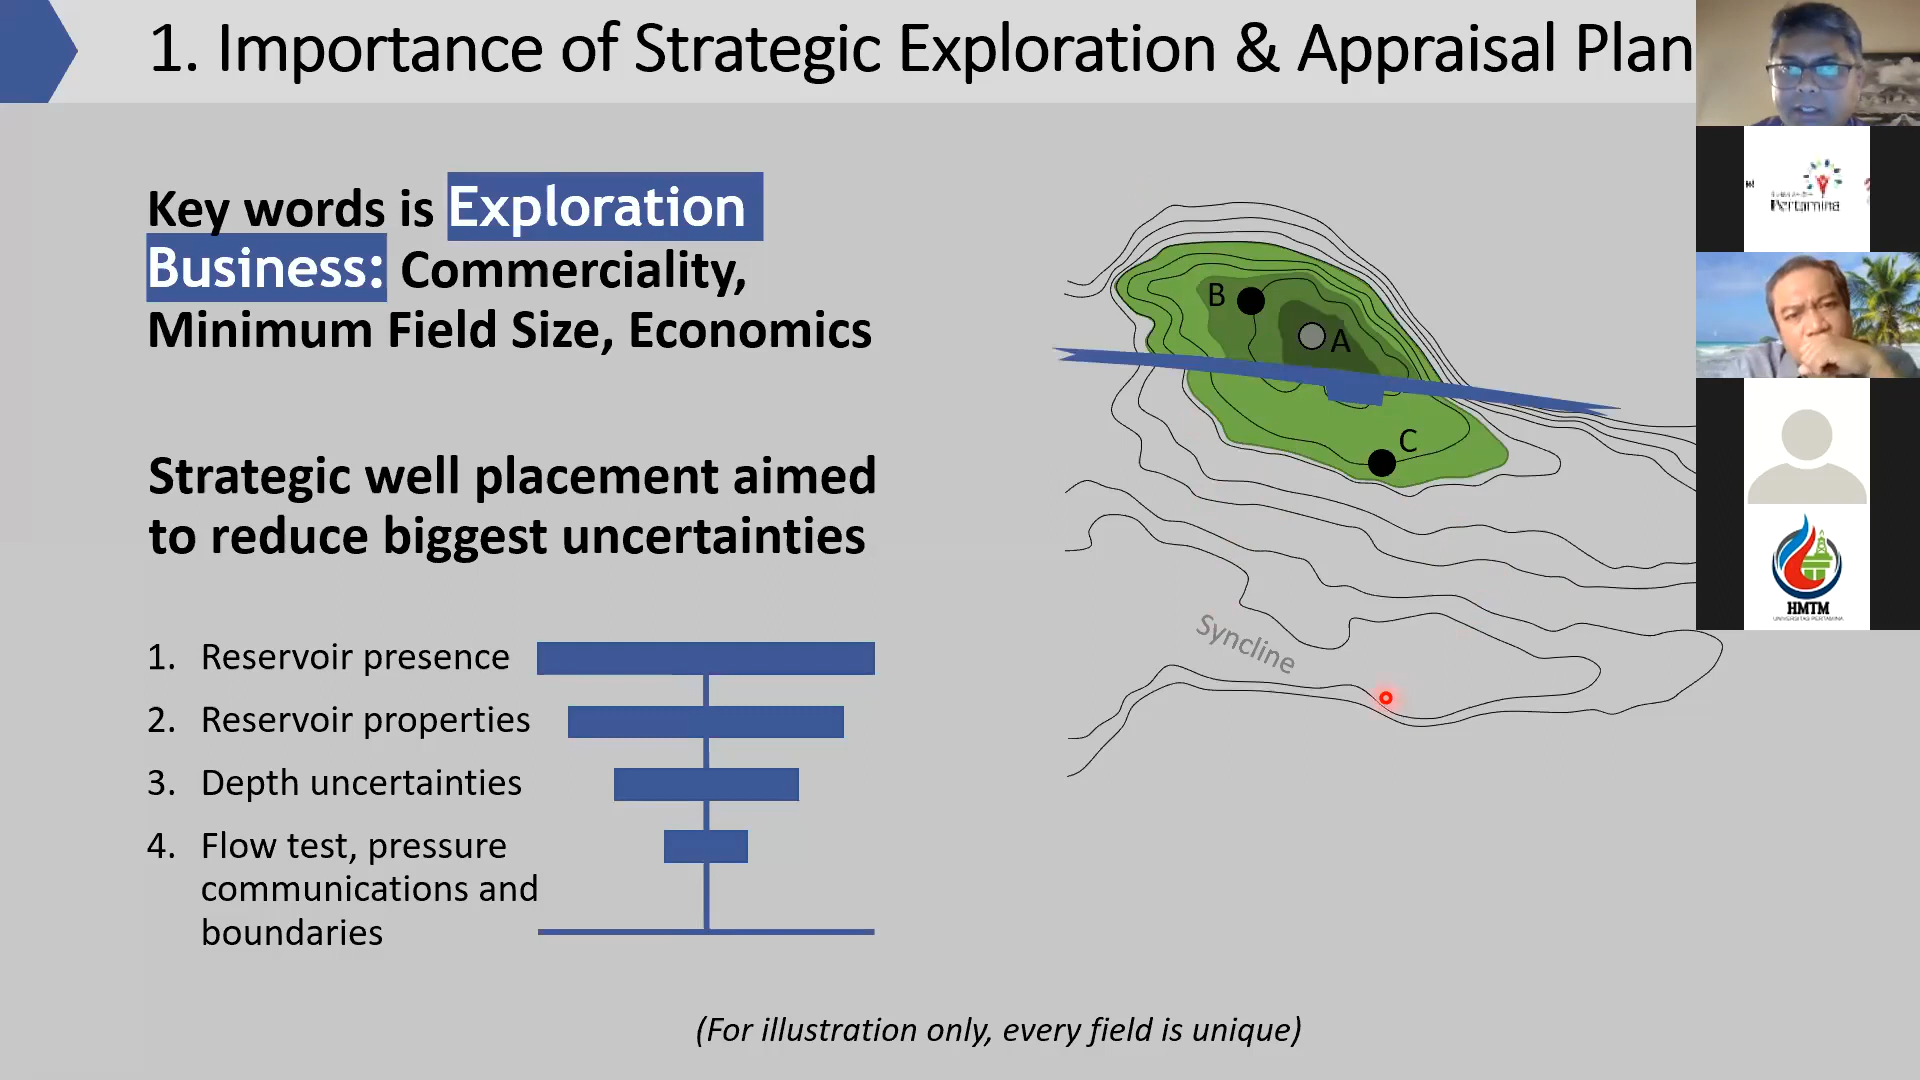 1. Importance of Strategic Exploration & Appraisal Plan
Key words is Exploration
Business: Commerciality,
Minimum Field Size, Economics
Strategic well placement aimed
to reduce biggest uncertainties
1. Reservoir presence
2. Reservoir properties
3. Depth uncertainties
4. Flow test, pressure
communications and
boundaries
B
A
C
Syncline
(For illustration only, every field is unique)
Pertamina
HMTM
UNIVERSITAS PERTAMINA